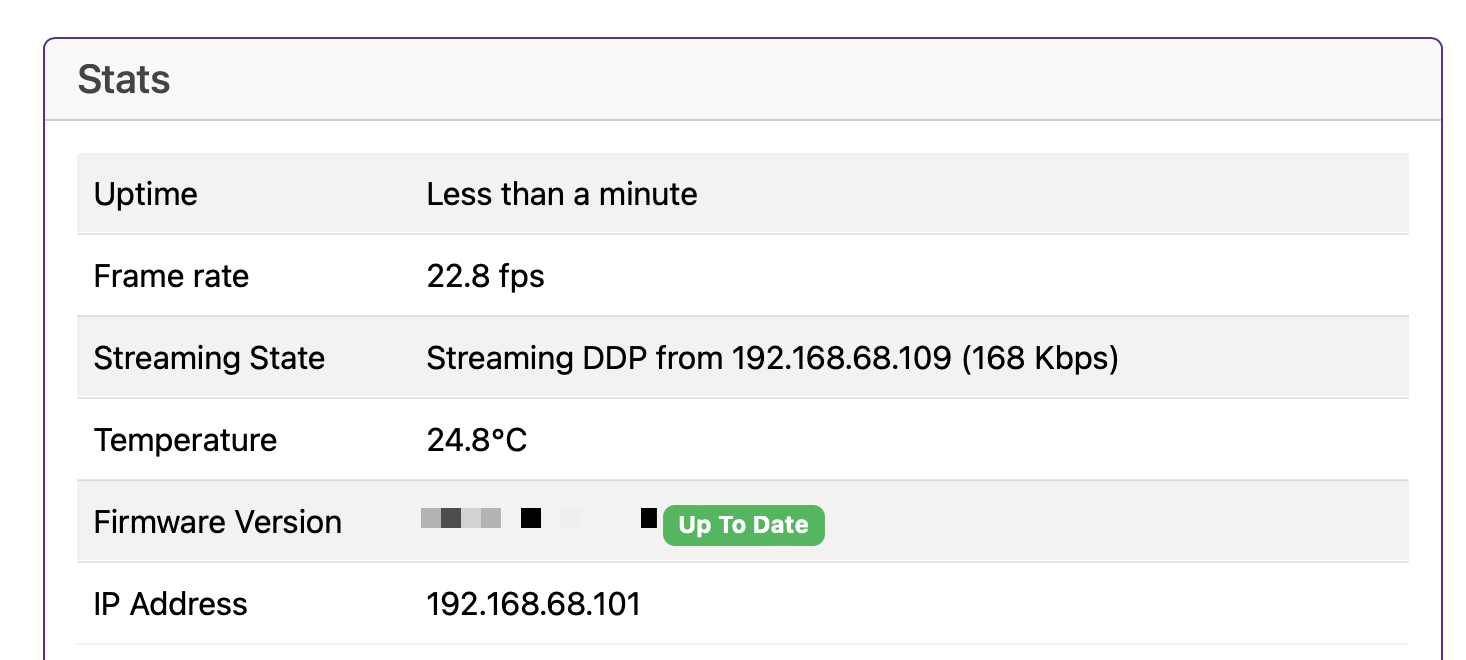 Stats
Uptime Less than a minute
Frame rate 22.8 fps
Streaming State Streaming DDP from 192.168.68.109 (168 Kbps)
Temperature 24.8°C
Firmware Version Up To Date
IP Address 192.168.68.101